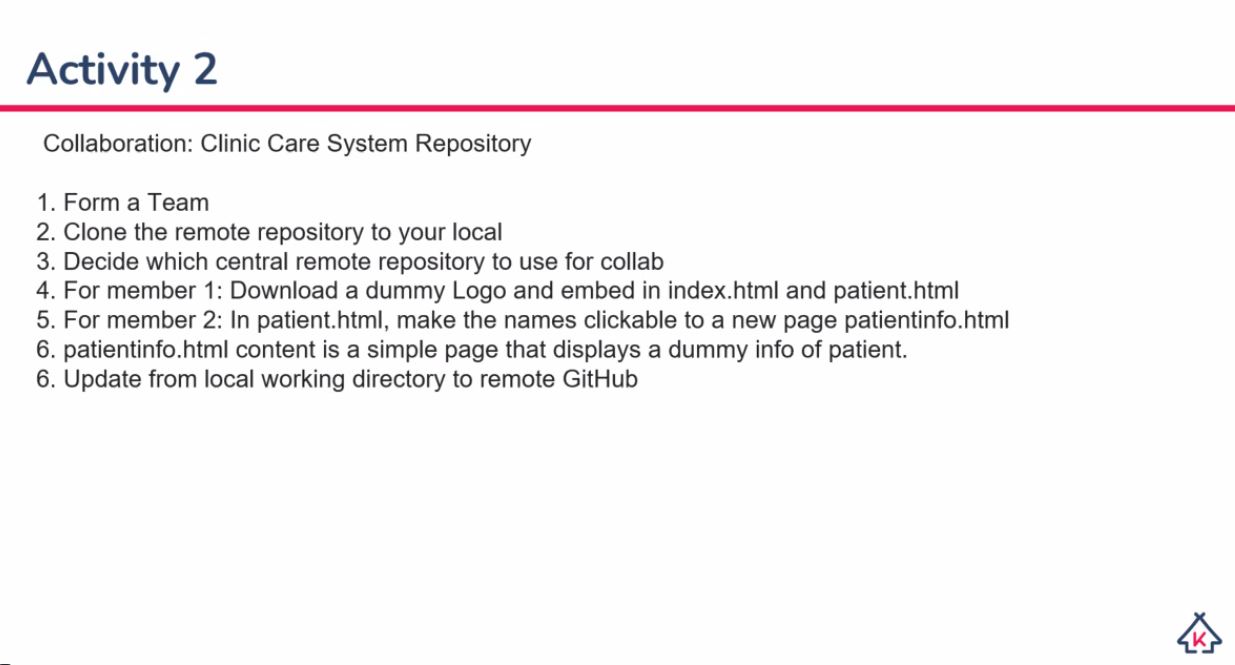 Activity 2
Collaboration: Clinic Care System Repository
1. Form a Team
2. Clone the remote repository to your local
3. Decide which central remote repository to use for collab
4. For member 1: Download a dummy Logo and embed in index.html and patient.html
5. For member 2: In patient.html, make the names clickable to a new page patientinfo.html
6. patientinfo.html content is a simple page that displays a dummy info of patient.
6. Update from local working directory to remote GitHub
K